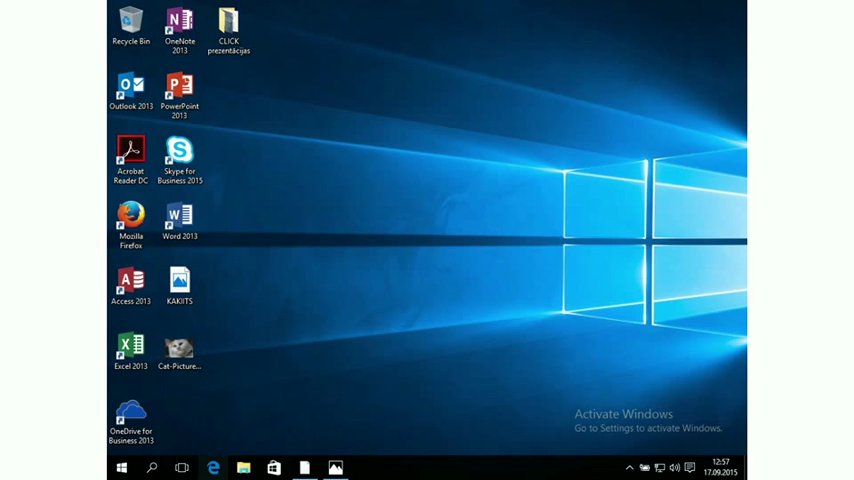 Recycle Bin
OneNote
2013
CLICK
prezentācijas
Outlook 2013
PowerPoint
2013
Acrobat
Reader DC
Skype for
Business 2015
Mozilla
Firefox
Word 2013
Access 2013
KAKIITS
Excel 2013
Cat-Picture...
OneDrive for
Business 2013
Activate Windows
Go to Settings to activate Windows.
12:57
17.09.2015